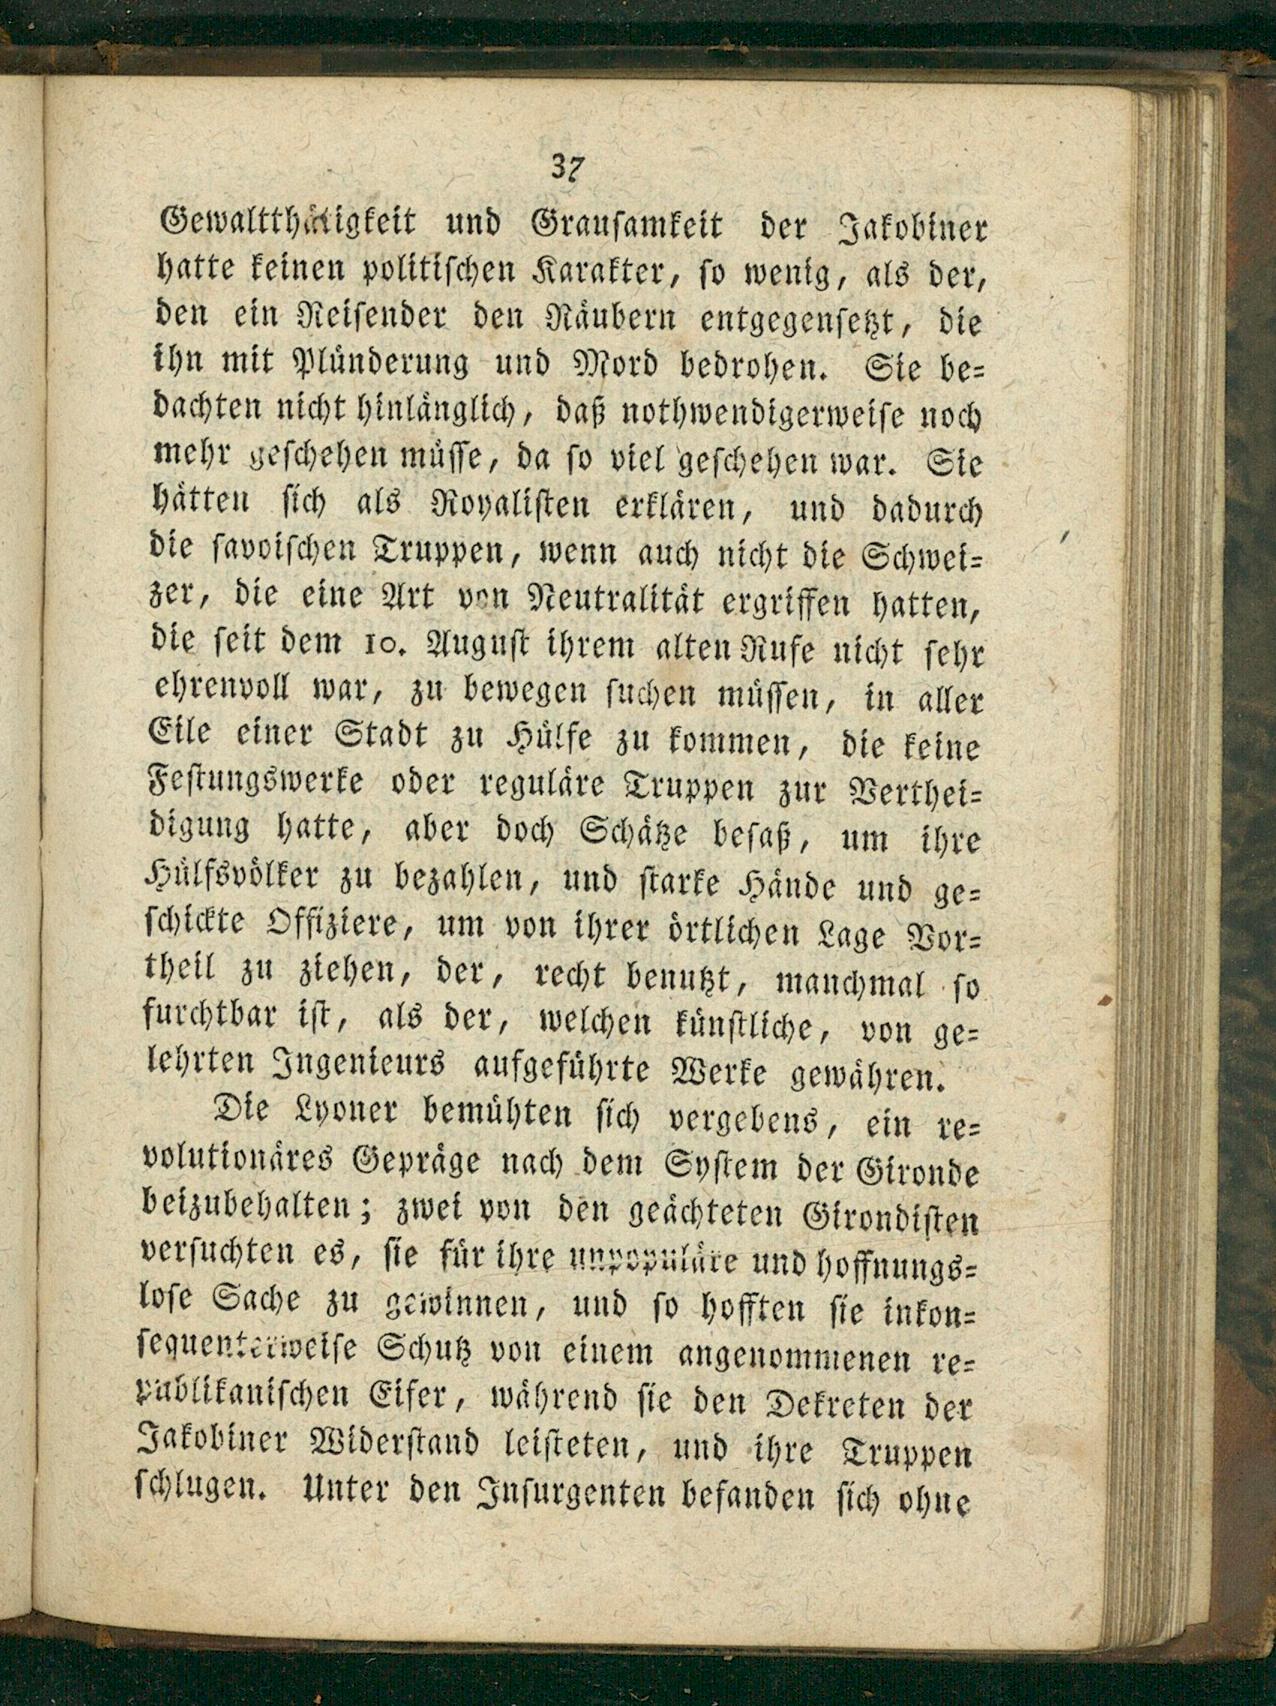 37
Gewaltthätigkeit und Grausamkeit der Jakobiner
hatte keinen politischen Karakter, so wenig, als der,
den ein Reisender den Räubern entgegensetzt, die
ihn mit Plünderung und Mord bedrohen. Sie be-
dachten nicht hinlänglich, daß nothwendigerweise noch
mehr geschehen müsse, da so viel geschehen war. Sie
hätten sich als Royalisten erklären, und dadurch
die savoischen Truppen, wenn auch nicht die Schwei-
zer, die eine Art von Neutralität ergriffen hatten,
die seit dem 10. August ihrem alten Rufe nicht sehr
ehrenvoll war, zu bewegen suchen müssen, in aller
Eile einer Stadt zu Hülfe zu kommen, die keine
Festungswerke oder reguläre Truppen zur Verthei-
digung hatte, aber doch Schätze besaß, um ihre
Hülfsvölker zu bezahlen, und starke Hände und ge-
schickte Offiziere, um von ihrer örtlichen Lage Vor-
theil zu ziehen, der, recht benutzt, manchmal so
furchtbar ist, als der, welchen künstliche, von ge-
lehrten Ingenieurs aufgeführte Werke gewähren.
Die Lyoner bemühten sich vergebens, ein re-
volutionäres Gepräge nach dem System der Gironde
beizubehalten; zwei von den geächteten Girondisten
versuchten es, sie für ihre unpopuläre und hoffnungs-
lose Sache zu gewinnen, und so hofften sie inkon-
sequenterweise Schutz von einem angenommenen re-
publikanischen Eifer, während sie den Dekreten der
Jakobiner Widerstand leisteten, und ihre Truppen
schlugen. Unter den Insurgenten befanden sich ohne